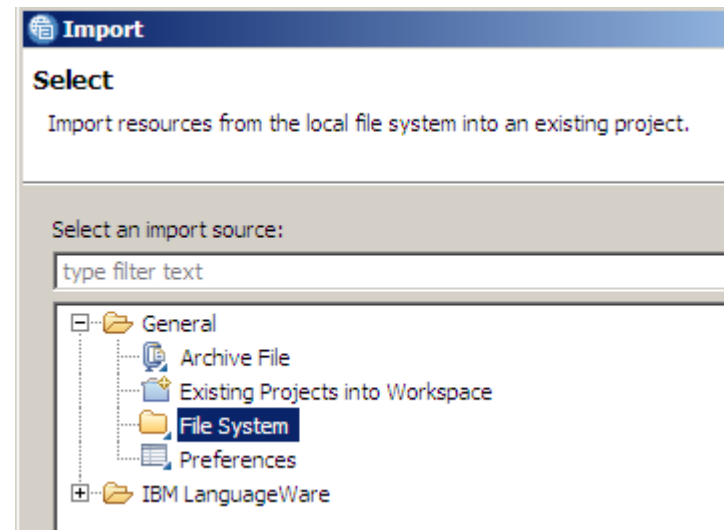 Import
Select
Import resources from the local file system into an existing project.
Select an import source:
type filter text
General
Archive File
Existing Projects into Workspace
File System
Preferences
IBM LanguageWare